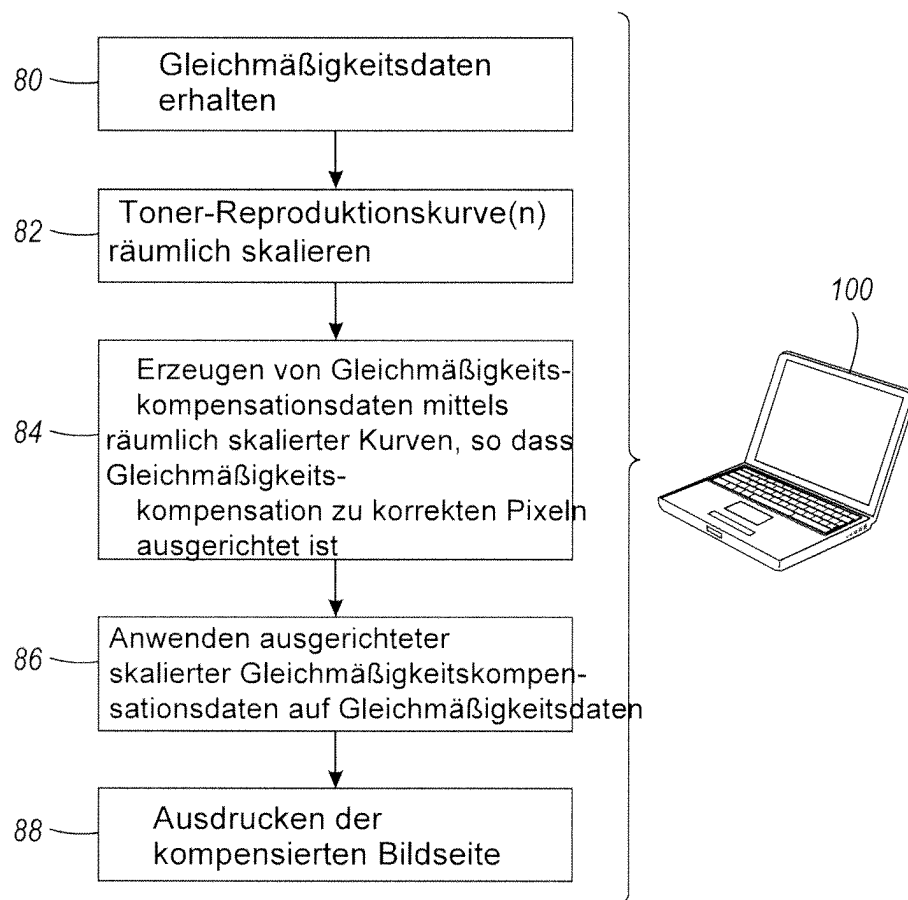 80
Gleichmäßigkeitsdaten
erhalten
82
Toner-Reproduktionskurve(n)
räumlich skalieren
100
84
Erzeugen von Gleichmäßigkeits-
kompensationsdaten mittels
räumlich skalierter Kurven, so dass
Gleichmäßigkeits-
kompensation zu korrekten Pixeln
ausgerichtet ist
86
Anwenden ausgerichteter
skalierter Gleichmäßigkeitskompen-
sationsdaten auf Gleichmäßigkeitsdaten
88
Ausdrucken der
kompensierten Bildseite